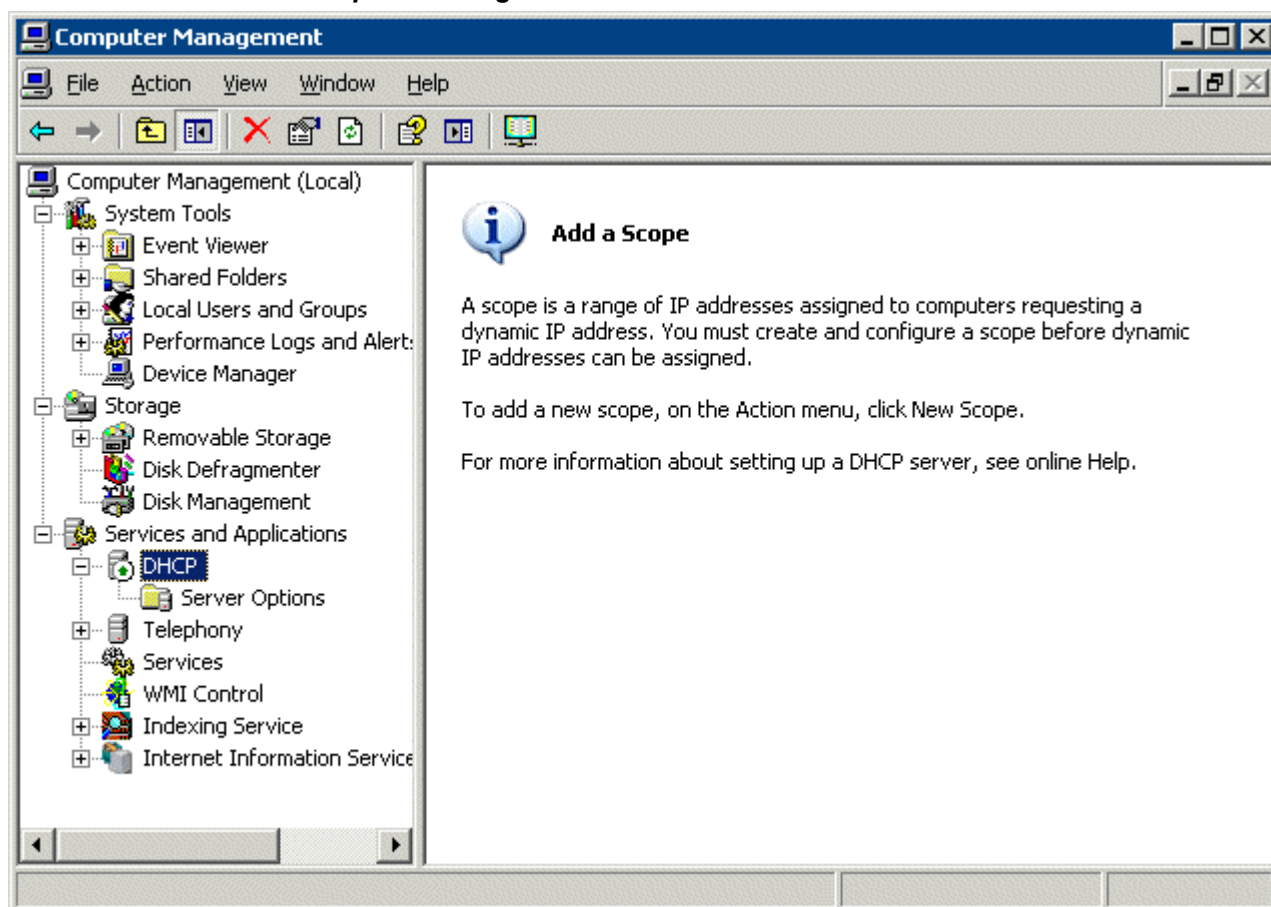 Computer Management
File Action View Window Help
Computer Management (Local)
System Tools
Event Viewer
Shared Folders
Local Users and Groups
Performance Logs and Alert
Device Manager
Storage
Removable Storage
Disk Defragmenter
Disk Management
Services and Applications
DHCP
Server Options
Telephony
Services
WMI Control
Indexing Service
Internet Information Service
Add a Scope
A scope is a range of IP addresses assigned to computers requesting a
dynamic IP address. You must create and configure a scope before dynamic
IP addresses can be assigned.
To add a new scope, on the Action menu, click New Scope.
For more information about setting up a DHCP server, see online Help.